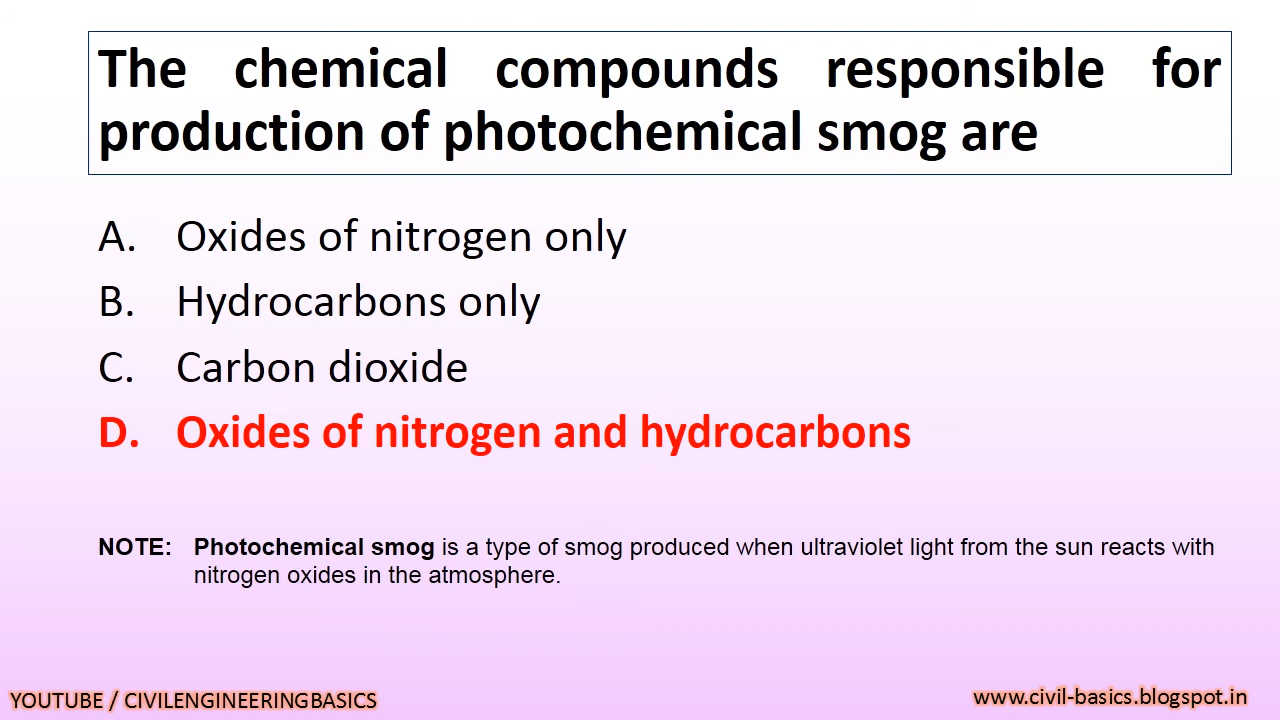 The chemical compounds responsible for
production of photochemical smog are
A. Oxides of nitrogen only
B. Hydrocarbons only
C. Carbon dioxide
D. Oxides of nitrogen and hydrocarbons
NOTE: Photochemical smog is a type of smog produced when ultraviolet light from the sun reacts with
nitrogen oxides in the atmosphere.
YOUTUBE / CIVILENGINEERINGBASICS
www.civil-basics.blogspot.in